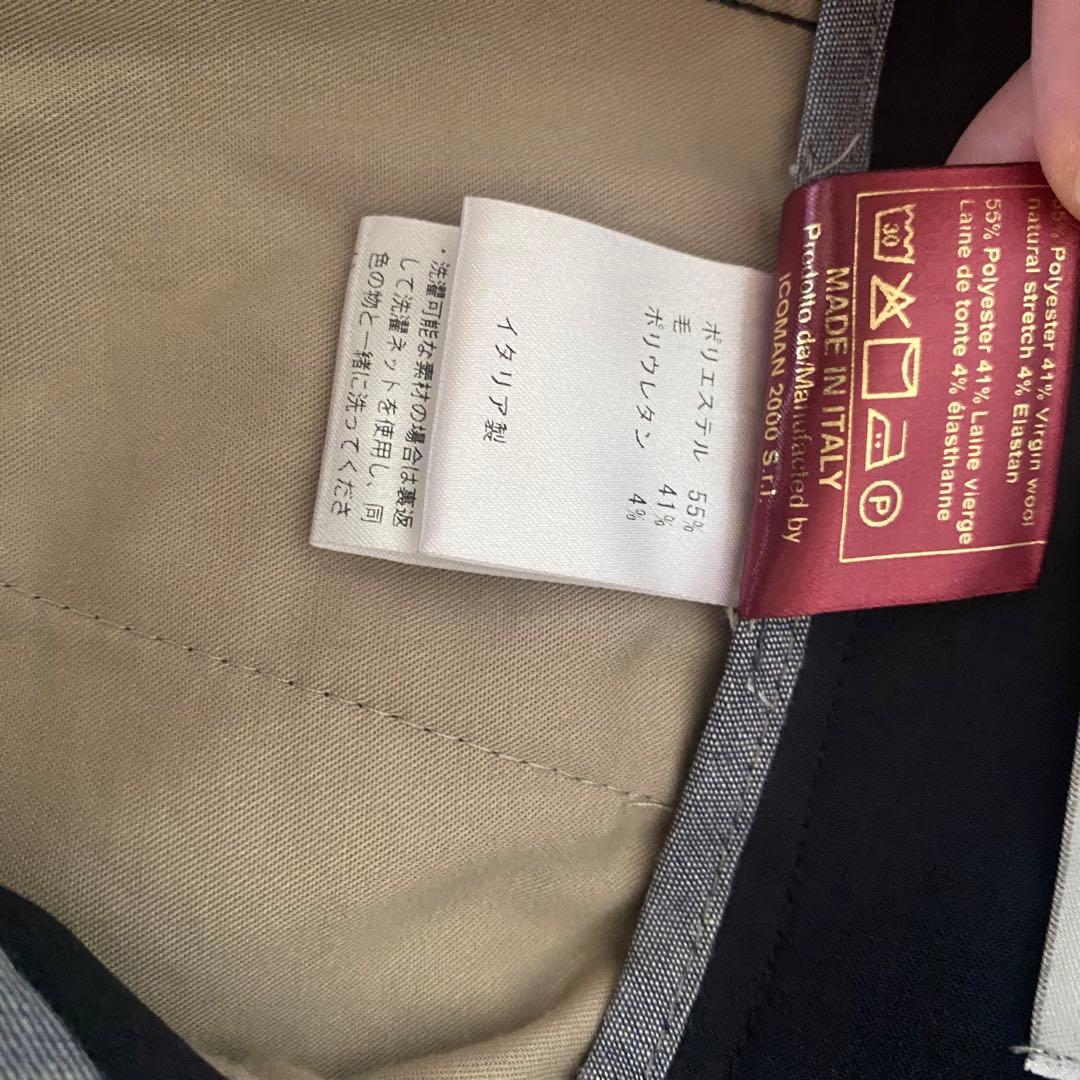 55% Polyester 41% Virgin wool
natural stretch 4% Elastan
55% Polyester 41% Laine vierge
Laine de tonte 4% élasthanne
30
P
MADE IN ITALY
Prodotto da/Manufacted by
ICOMAN 2000 S.r.l
ポリエステル 55%
毛 41%
ポリウレタン 4%
イタリア製
・洗濯可能な素材の場合は裏返
して洗濯ネットを使用し、同
色の物と一緒に洗ってくださ